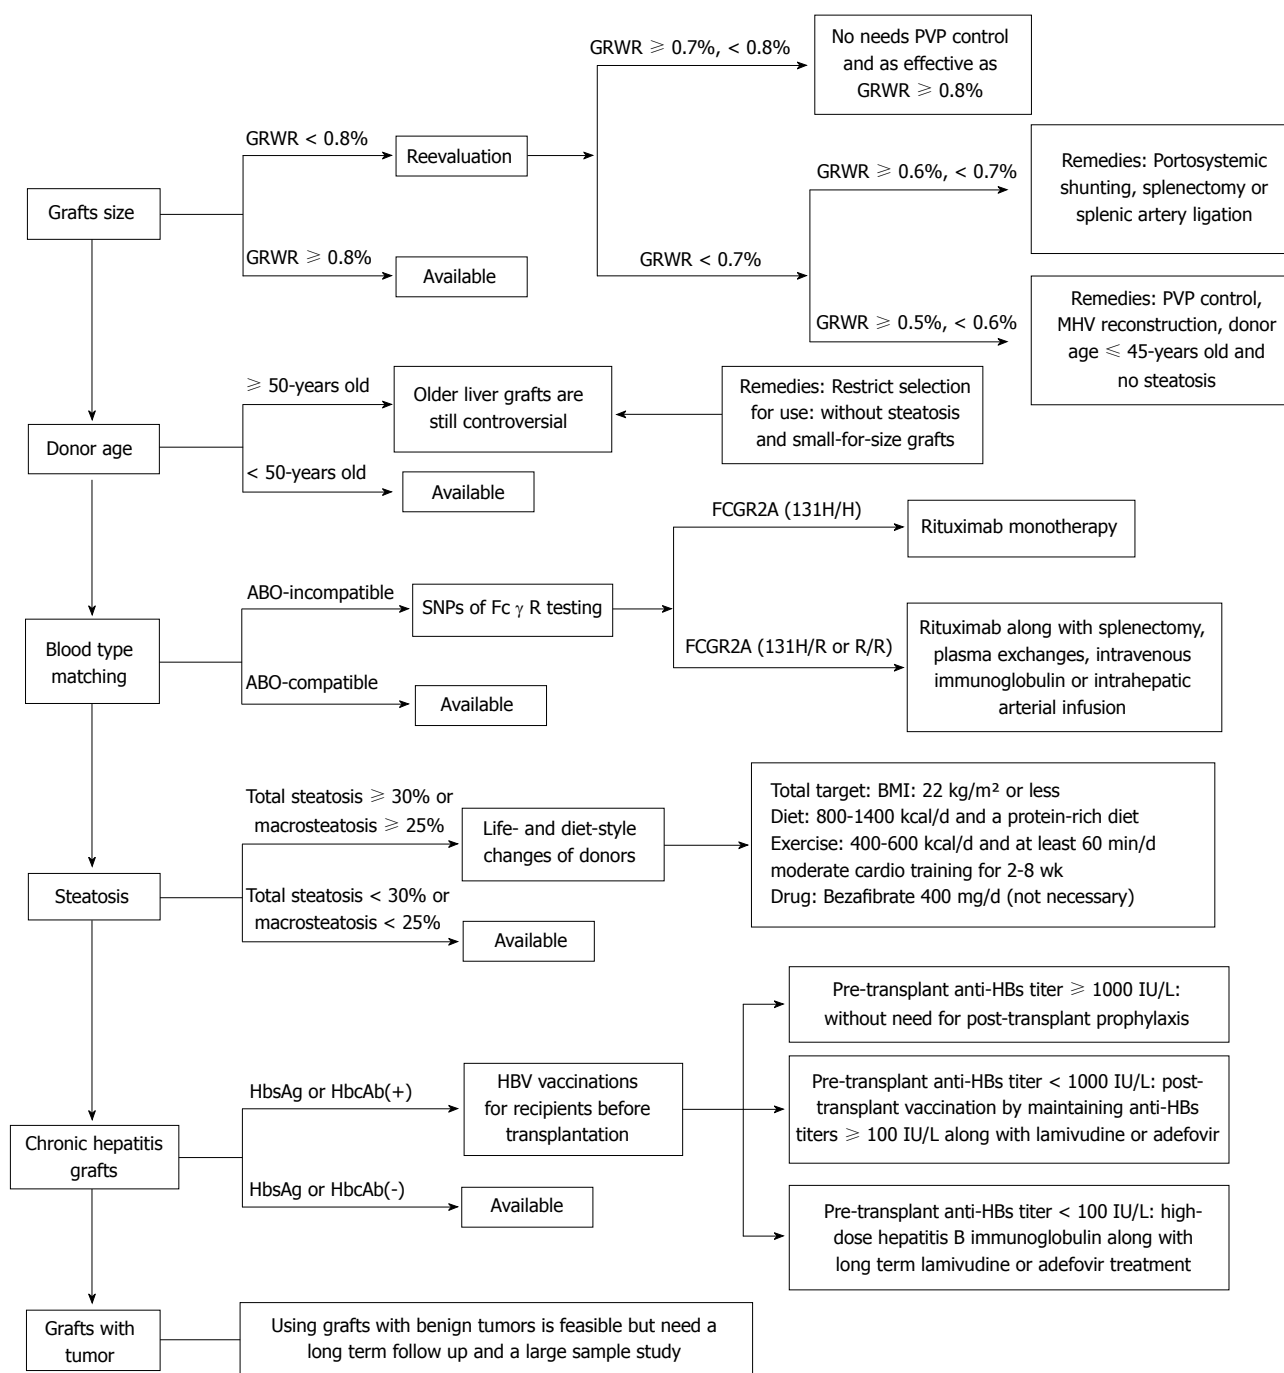 Grafts size
GRWR < 0.8%
Reevaluation
GRWR ≥ 0.7%, < 0.8%
No needs PVP control
and as effective as
GRWR ≥ 0.8%
GRWR < 0.7%
GRWR ≥ 0.6%, < 0.7%
Remedies: Portosystemic
shunting, splenectomy or
splenic artery ligation
GRWR ≥ 0.5%, < 0.6%
Remedies: PVP control,
MHV reconstruction, donor
age ≤ 45-years old and
no steatosis
GRWR ≥ 0.8%
Available
Donor age
≥ 50-years old
Older liver grafts are
still controversial
Remedies: Restrict selection
for use: without steatosis
and small-for-size grafts
< 50-years old
Available
Blood type
matching
ABO-incompatible
SNPs of Fc γ R testing
FCGR2A (131H/H)
Rituximab monotherapy
FCGR2A (131H/R or R/R)
Rituximab along with splenectomy,
plasma exchanges, intravenous
immunoglobulin or intrahepatic
arterial infusion
ABO-compatible
Available
Steatosis
Total steatosis ≥ 30% or
macrosteatosis ≥ 25%
Life- and diet-style
changes of donors
Total target: BMI: 22 kg/m² or less
Diet: 800-1400 kcal/d and a protein-rich diet
Exercise: 400-600 kcal/d and at least 60 min/d
moderate cardio training for 2-8 wk
Drug: Bezafibrate 400 mg/d (not necessary)
Total steatosis < 30% or
macrosteatosis < 25%
Available
Chronic hepatitis
grafts
HbsAg or HbcAb(+)
HBV vaccinations
for recipients before
transplantation
Pre-transplant anti-HBs titer ≥ 1000 IU/L:
without need for post-transplant prophylaxis
Pre-transplant anti-HBs titer < 1000 IU/L: post-
transplant vaccination by maintaining anti-HBs
titers ≥ 100 IU/L along with lamivudine or adefovir
Pre-transplant anti-HBs titer < 100 IU/L: high-
dose hepatitis B immunoglobulin along with
long term lamivudine or adefovir treatment
HbsAg or HbcAb(-)
Available
Grafts with
tumor
Using grafts with benign tumors is feasible but need a
long term follow up and a large sample study